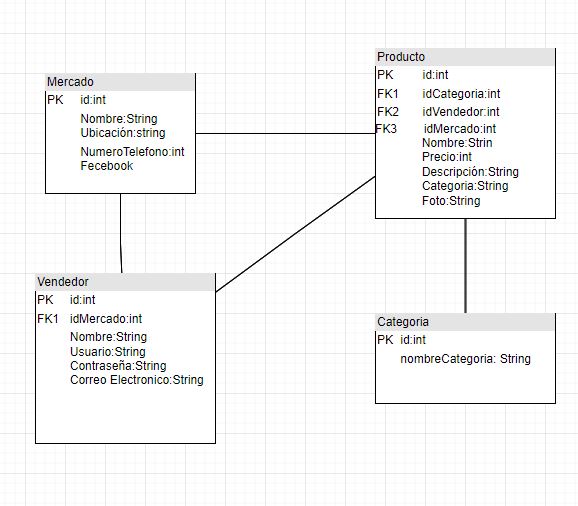 Mercado
PK id:int
Nombre:String
Ubicación:string
NumeroTelefono:int
Fecebook
Producto
PK id:int
FK1 idCategoria:int
FK2 idVendedor:int
FK3 idMercado:int
Nombre:Strin
Precio:int
Descripción:String
Categoria:String
Foto:String
Vendedor
PK id:int
FK1 idMercado:int
Nombre:String
Usuario:String
Contraseña:String
Correo Electronico:String
Categoria
PK id:int
nombreCategoria: String